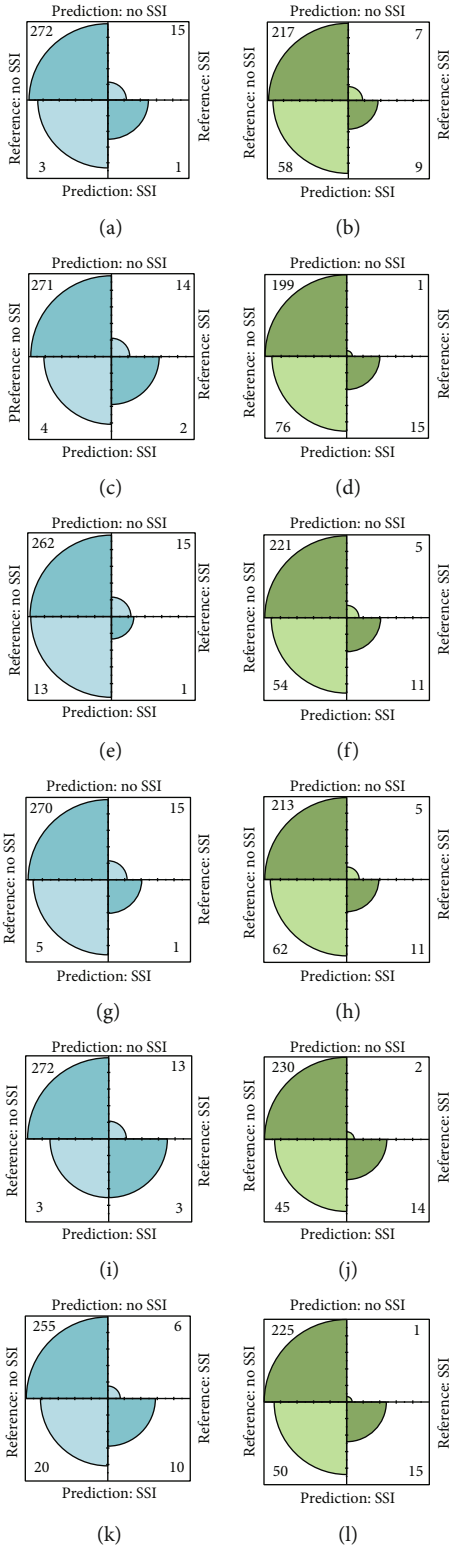 Prediction: no SSI
272 15
Reference: no SSI
Reference: SSI
3 1
Prediction: SSI
(a)
Prediction: no SSI
217 7
Reference: no SSI
Reference: SSI
58 9
Prediction: SSI
(b)
Prediction: no SSI
271 14
PReference: no SSI
Reference: SSI
4 2
Prediction: SSI
(c)
Prediction: no SSI
199 1
Reference: no SSI
Reference: SSI
76 15
Prediction: SSI
(d)
Prediction: no SSI
262 15
Reference: no SSI
Reference: SSI
13 1
Prediction: SSI
(e)
Prediction: no SSI
221 5
Reference: no SSI
Reference: SSI
54 11
Prediction: SSI
(f)
Prediction: no SSI
270 15
Reference: no SSI
Reference: SSI
5 1
Prediction: SSI
(g)
Prediction: no SSI
213 5
Reference: no SSI
Reference: SSI
62 11
Prediction: SSI
(h)
Prediction: no SSI
272 13
Reference: no SSI
Reference: SSI
3 3
Prediction: SSI
(i)
Prediction: no SSI
230 2
Reference: no SSI
Reference: SSI
45 14
Prediction: SSI
(j)
Prediction: no SSI
255 6
Reference: no SSI
Reference: SSI
20 10
Prediction: SSI
(k)
Prediction: no SSI
225 1
Reference: no SSI
Reference: SSI
50 15
Prediction: SSI
(l)